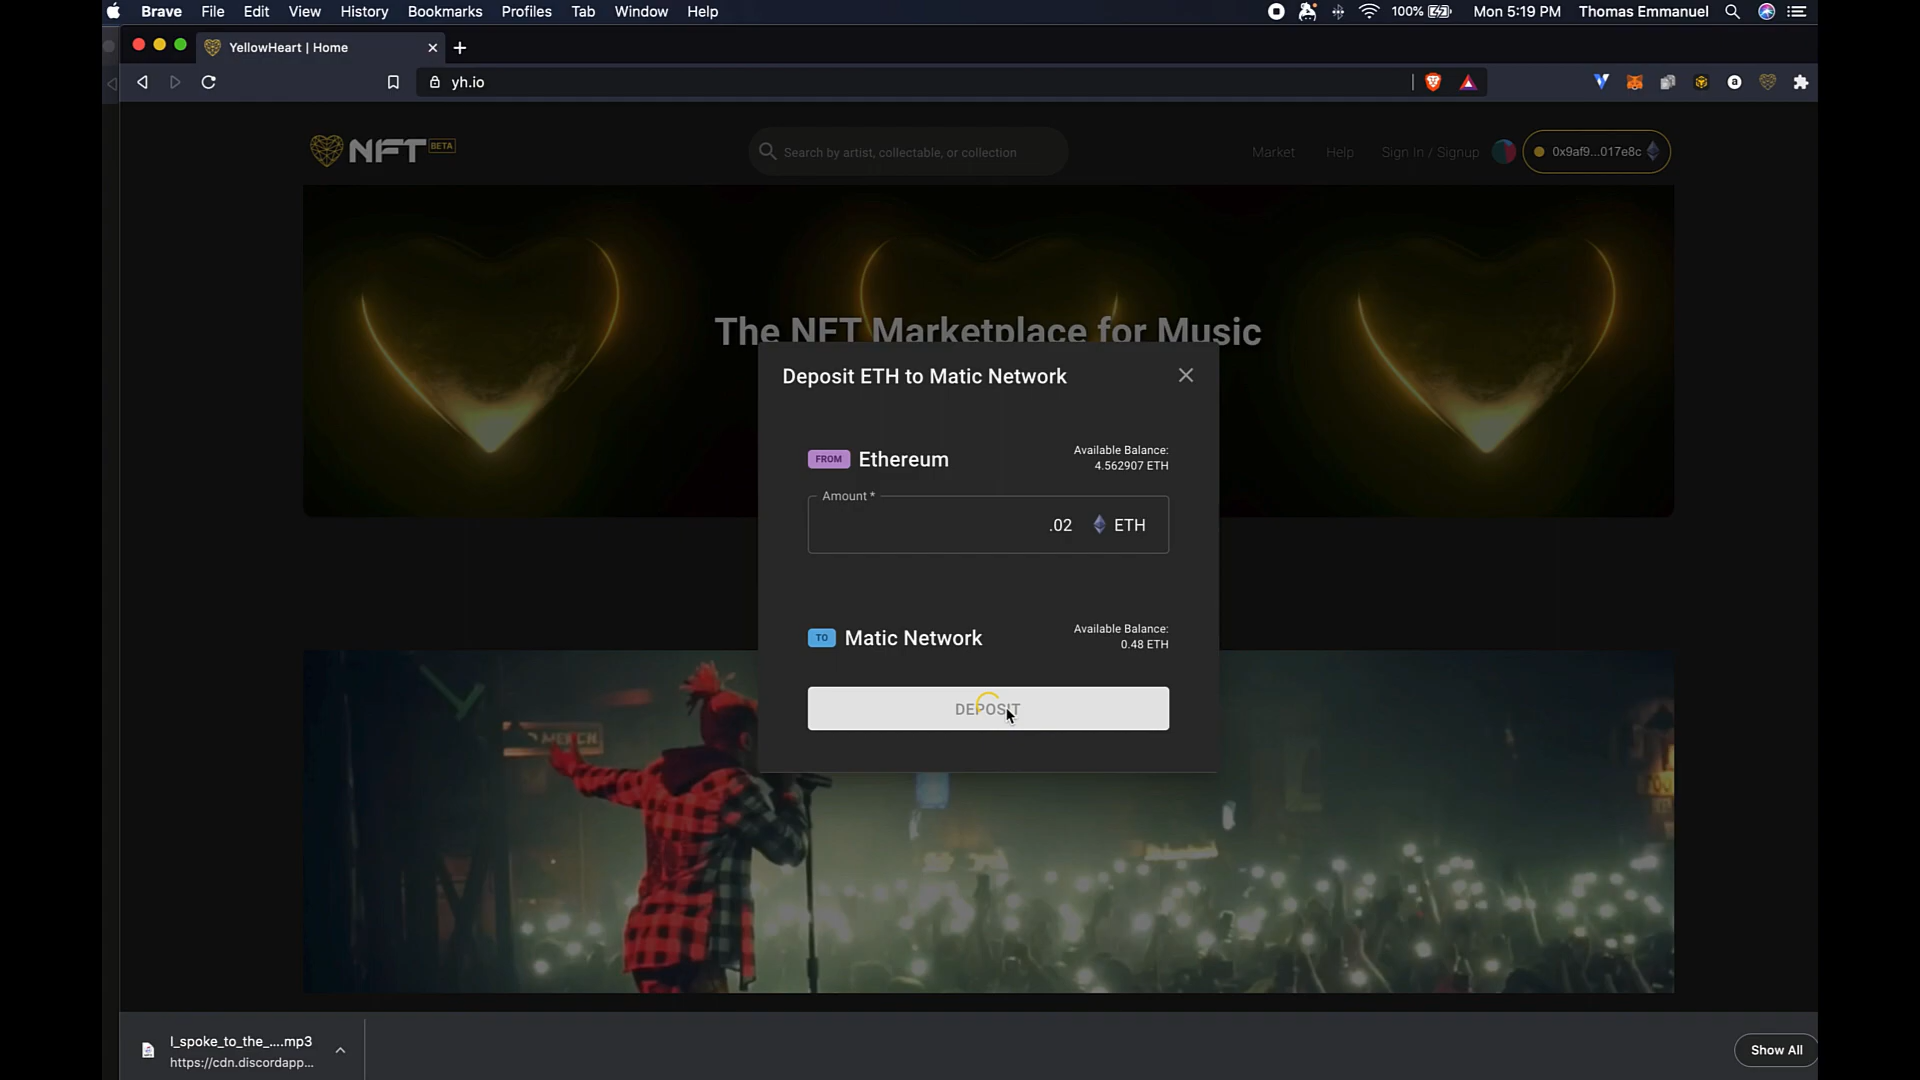 Brave File Edit View History Bookmarks Profiles Tab Window Help 100% Mon 5:19 PM Thomas Emmanuel
YellowHeart | Home
yh.io
NFT BETA
Search by artist, collectable, or collection
Market Help Sign In / Signup 0x9af9...017e8c
The NFT Marketplace for Music
Deposit ETH to Matic Network
FROM Ethereum
Available Balance:
4.562907 ETH
Amount *
.02 ETH
TO Matic Network
Available Balance:
0.48 ETH
DEPOSIT
MERCH
I_spoke_to_the_....mp3
https://cdn.discordapp...
Show All